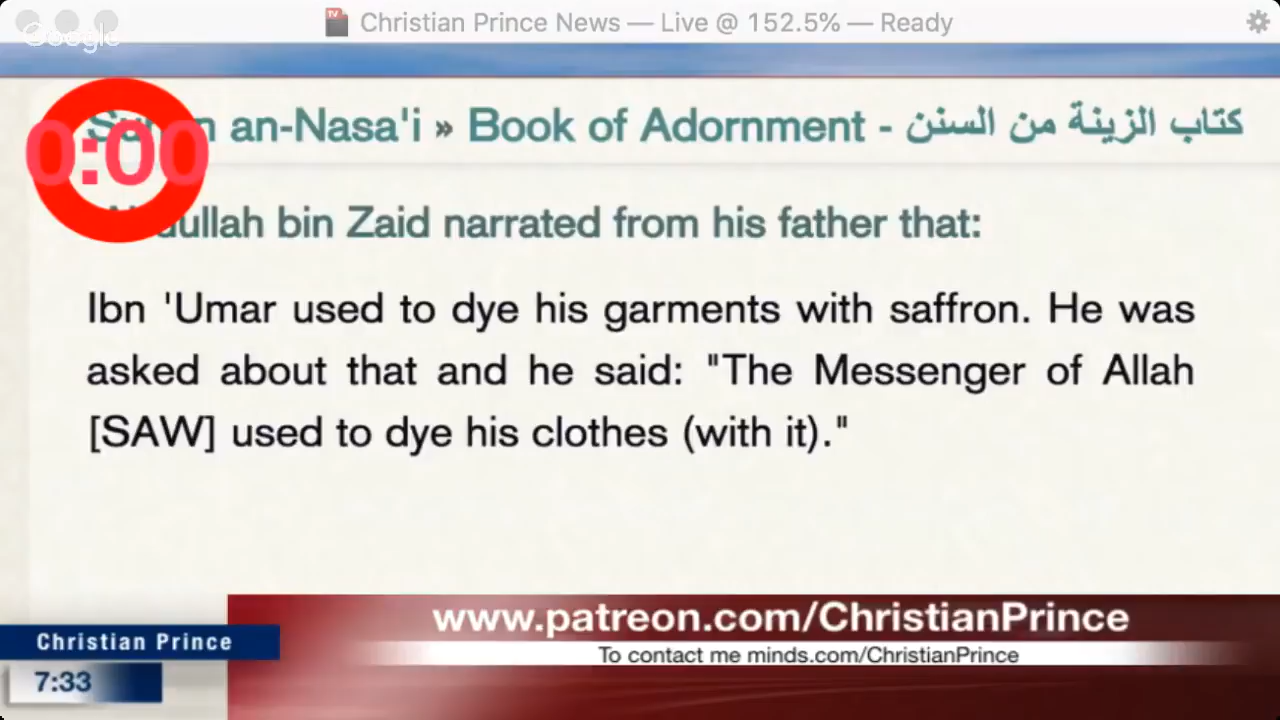 Christian Prince News — Live @ 152.5% — Ready
Google
an-Nasa'i » Book of Adornment - كتاب الزينة من السنن
0:00
bin Zaid narrated from his father that:
Ibn 'Umar used to dye his garments with saffron. He was
asked about that and he said: "The Messenger of Allah
[SAW] used to dye his clothes (with it)."
www.patreon.com/ChristianPrince
Christian Prince
To contact me minds.com/ChristianPrince
7:33